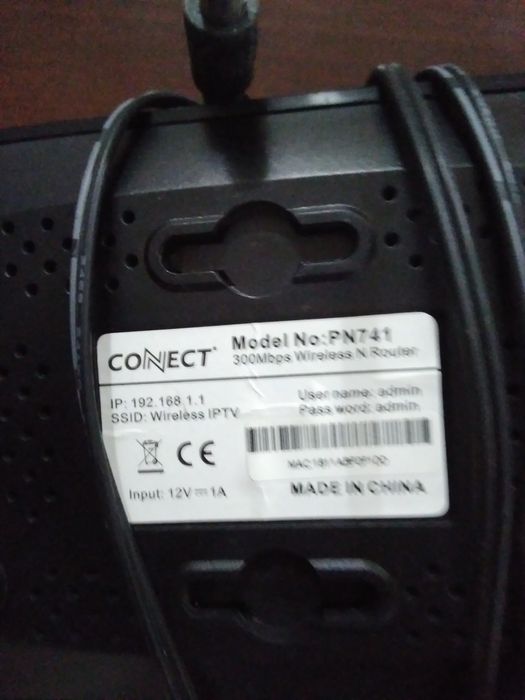 CONNECT
Model No:PN741
300Mbps Wireless N Router
IP: 192.168.1.1
SSID: Wireless IPTV
User name: admin
Pass word: admin
CE
Input: 12V⎓1A
MADE IN CHINA